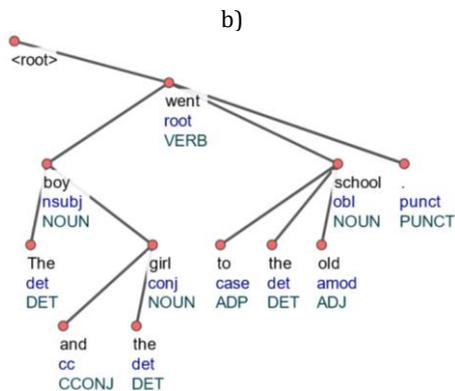 b)
<root>
went
root
VERB
boy
nsubj
NOUN
school
obl
NOUN
.
punct
PUNCT
The
det
DET
girl
conj
NOUN
to
case
ADP
the
det
DET
old
amod
ADJ
and
cc
CCONJ
the
det
DET